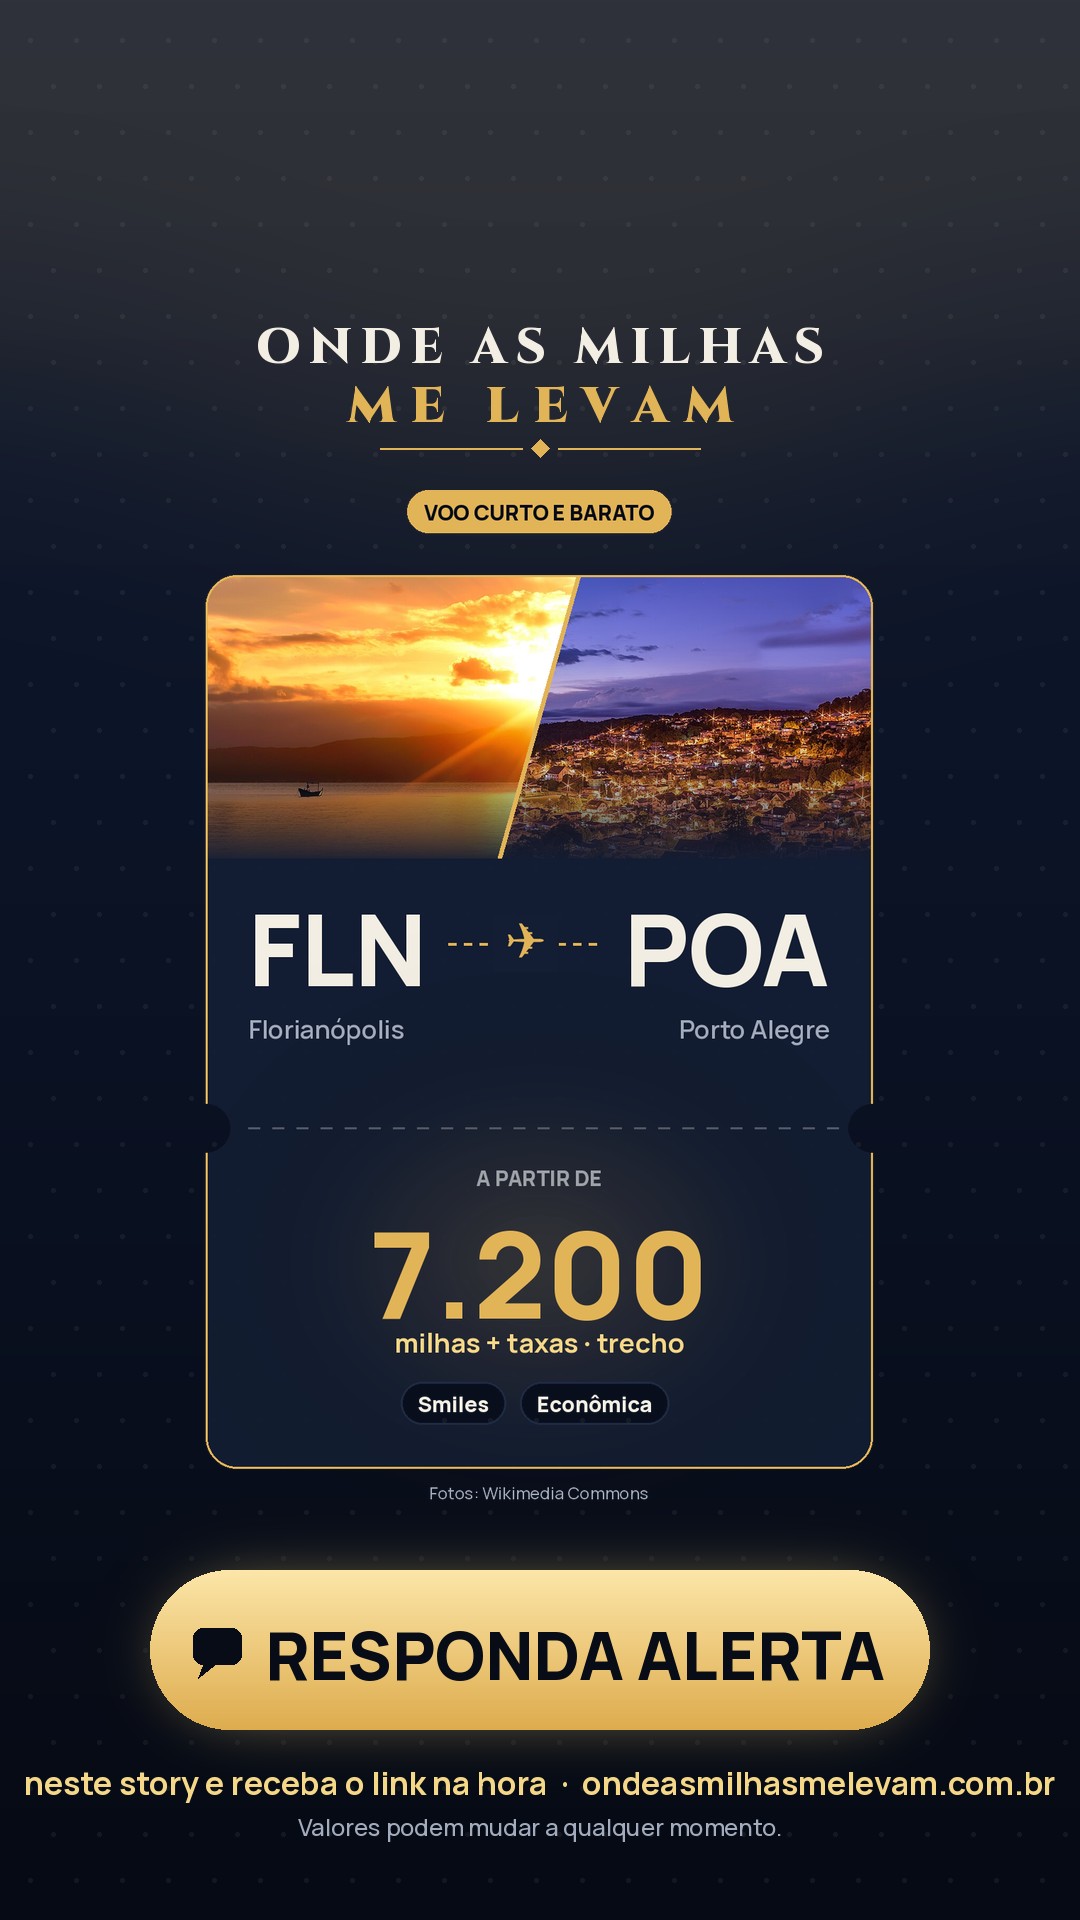 ONDE AS MILHAS
ME LEVAM
VOO CURTO E BARATO
FLN ✈ POA
Florianópolis Porto Alegre
A PARTIR DE
7.200
milhas + taxas · trecho
Smiles Econômica
Fotos: Wikimedia Commons
RESPONDA ALERTA
neste story e receba o link na hora · ondeasmilhasmelevam.com.br
Valores podem mudar a qualquer momento.